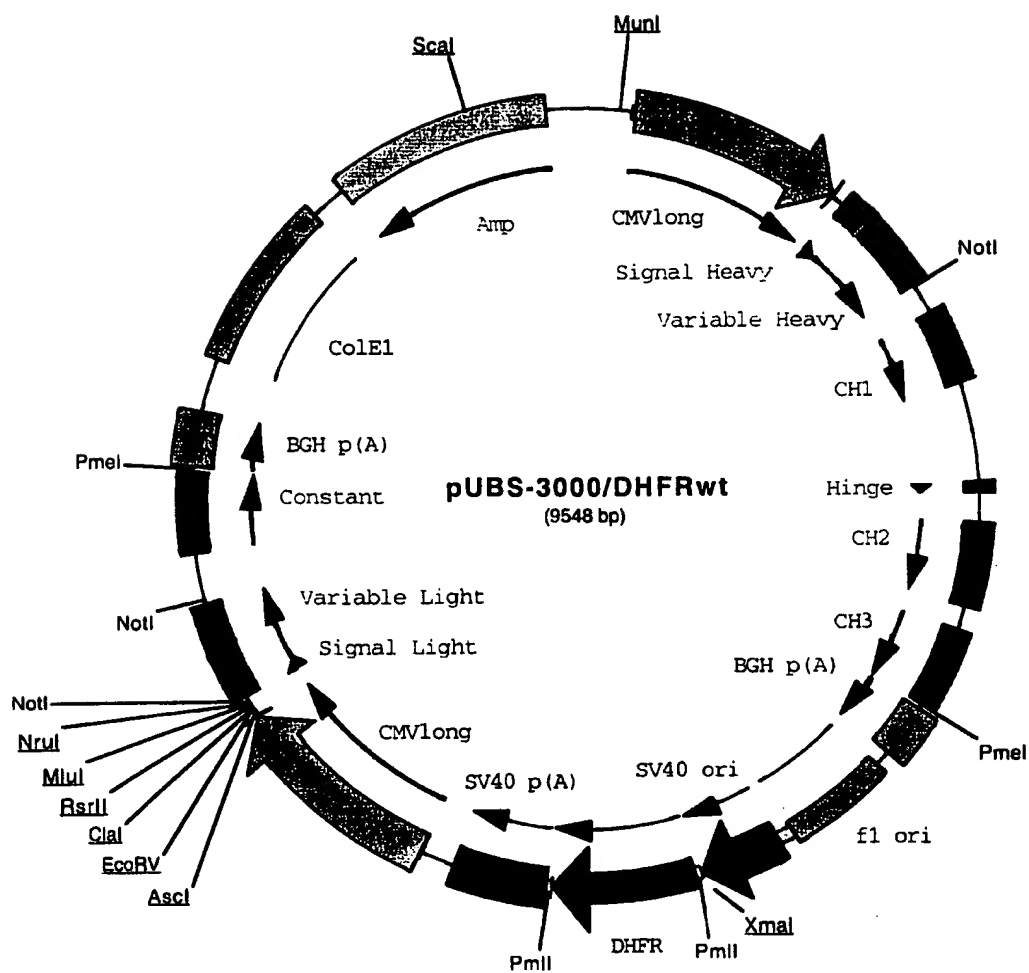 MunI
ScaI
NotI
Amp
CMVlong
Signal Heavy
Variable Heavy
ColE1
CH1
BGH p(A)
PmeI
Constant
pUBS-3000/DHFRwt
(9548 bp)
Hinge
CH2
Variable Light
NotI
Signal Light
CH3
BGH p(A)
NotI
NruI
MluI
RsrII
ClaI
EcoRV
AscI
CMVlong
SV40 p(A)
SV40 ori
PmeI
f1 ori
XmaI
PmlI
DHFR
PmlI